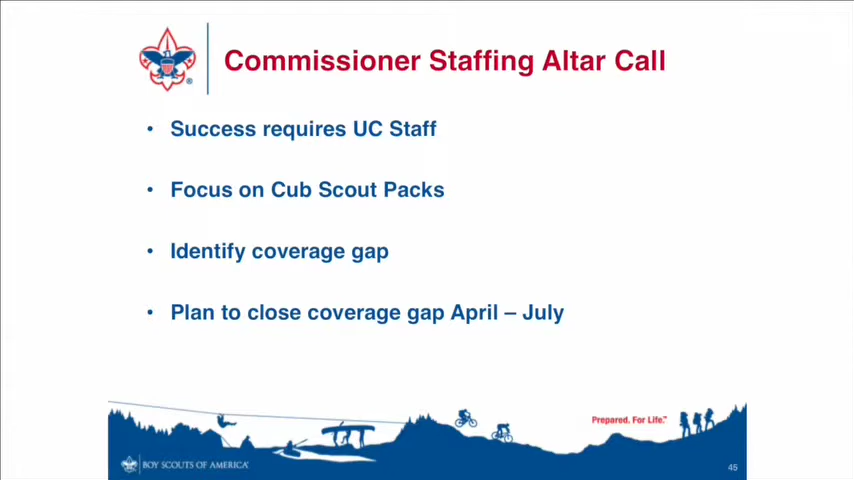 Commissioner Staffing Altar Call
• Success requires UC Staff
• Focus on Cub Scout Packs
• Identify coverage gap
• Plan to close coverage gap April – July
Prepared. For Life.™
BOY SCOUTS OF AMERICA®
45
®